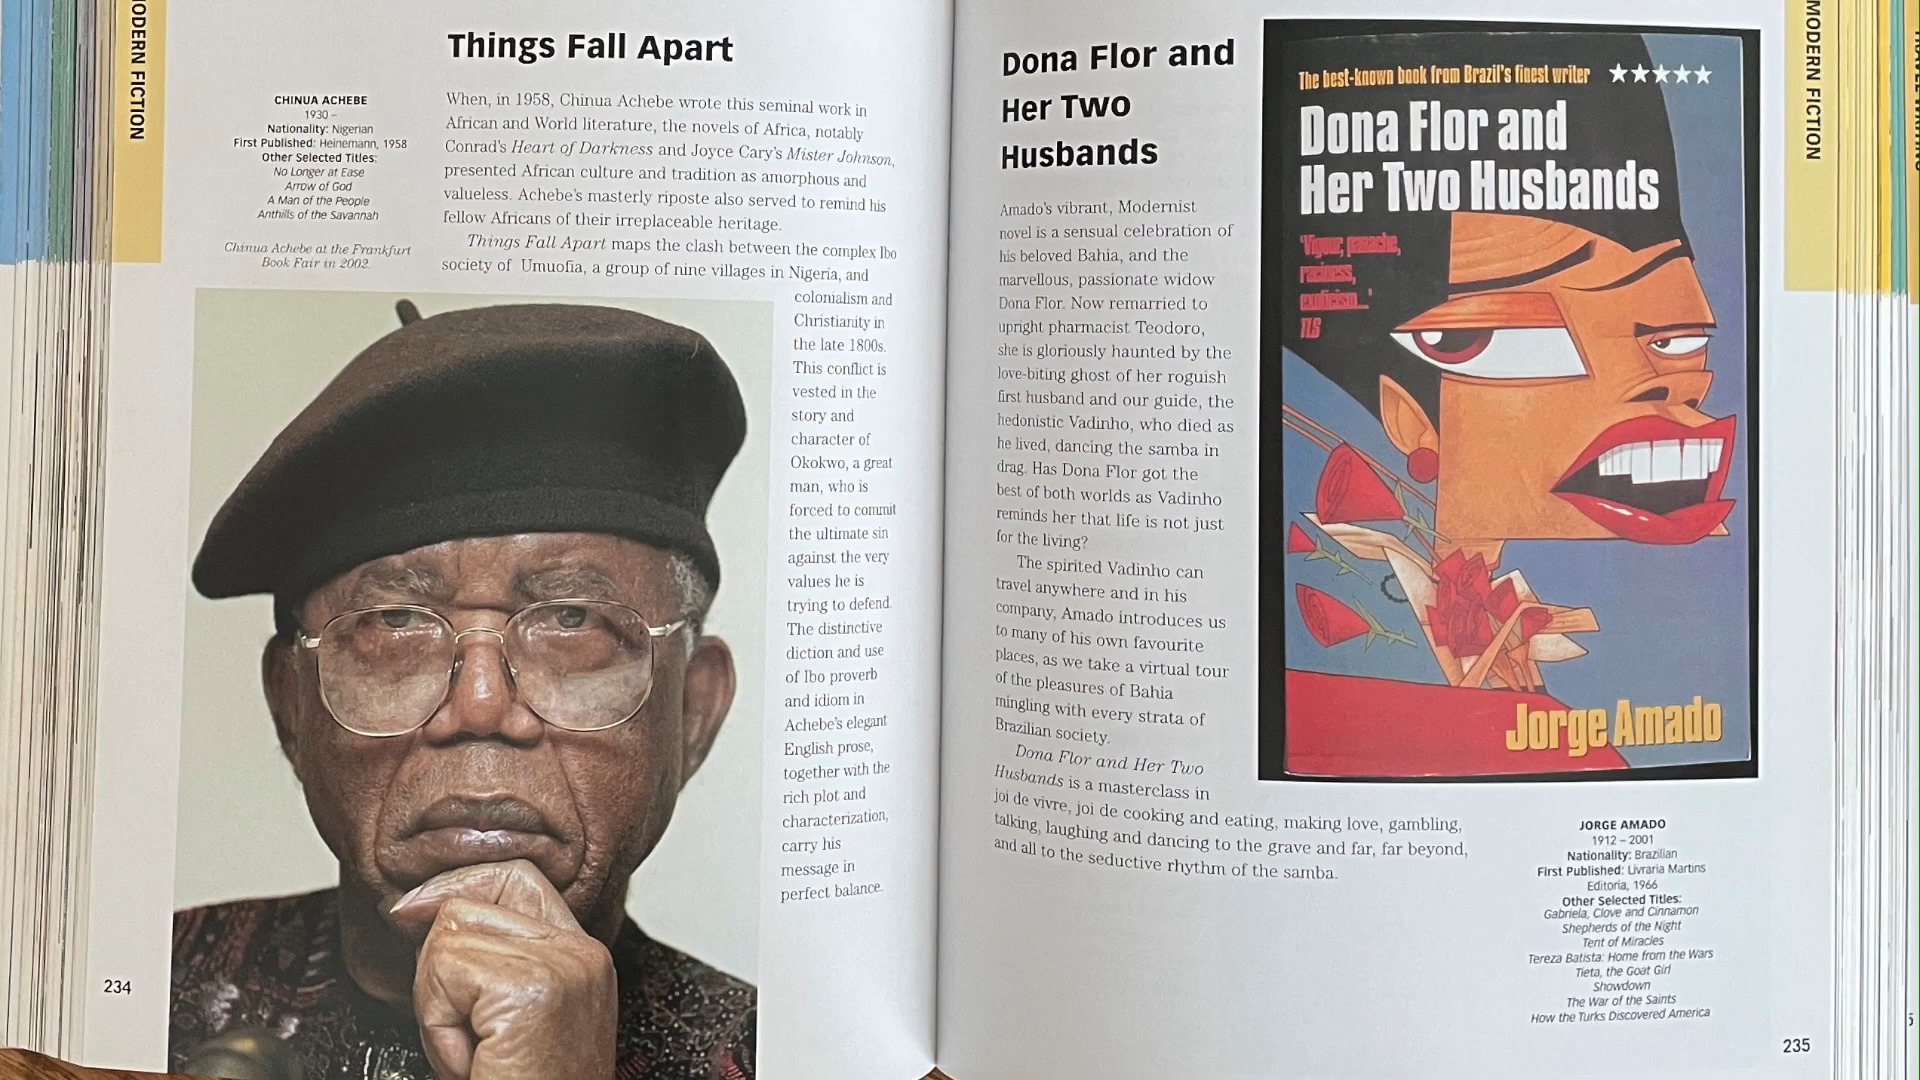 MODERN FICTION
Things Fall Apart
CHINUA ACHEBE
1930 –
Nationality: Nigerian
First Published: Heinemann, 1958
Other Selected Titles:
No Longer at Ease
Arrow of God
A Man of the People
Anthills of the Savannah
Chinua Achebe at the Frankfurt
Book Fair in 2002.
When, in 1958, Chinua Achebe wrote this seminal work in
African and World literature, the novels of Africa, notably
Conrad's Heart of Darkness and Joyce Cary's Mister Johnson,
presented African culture and tradition as amorphous and
valueless. Achebe's masterly riposte also served to remind his
fellow Africans of their irreplaceable heritage.
Things Fall Apart maps the clash between the complex Ibo
society of Umuofia, a group of nine villages in Nigeria, and
colonialism and
Christianity in
the late 1800s.
This conflict is
vested in the
story and
character of
Okokwo, a great
man, who is
forced to commit
the ultimate sin
against the very
values he is
trying to defend.
The distinctive
diction and use
of Ibo proverb
and idiom in
Achebe's elegant
English prose,
together with the
rich plot and
characterization,
carry his
message in
perfect balance.
234
Dona Flor and
Her Two
Husbands
Amado's vibrant, Modernist
novel is a sensual celebration of
his beloved Bahia, and the
marvellous, passionate widow
Dona Flor. Now remarried to
upright pharmacist Teodoro,
she is gloriously haunted by the
love-biting ghost of her roguish
first husband and our guide, the
hedonistic Vadinho, who died as
he lived, dancing the samba in
drag. Has Dona Flor got the
best of both worlds as Vadinho
reminds her that life is not just
for the living?
The spirited Vadinho can
travel anywhere and in his
company, Amado introduces us
to many of his own favourite
places, as we take a virtual tour
of the pleasures of Bahia
mingling with every strata of
Brazilian society.
Dona Flor and Her Two
Husbands is a masterclass in
joi de vivre, joi de cooking and eating, making love, gambling,
talking, laughing and dancing to the grave and far, far beyond,
and all to the seductive rhythm of the samba.
The best-known book from Brazil's finest writer
Dona Flor and
Her Two Husbands
'Vigour, panache,
raciness,
exoticism...'
TLS
Jorge Amado
JORGE AMADO
1912 – 2001
Nationality: Brazilian
First Published: Livraria Martins
Editoria, 1966
Other Selected Titles:
Gabriela, Clove and Cinnamon
Shepherds of the Night
Tent of Miracles
Tereza Batista: Home from the Wars
Tieta, the Goat Girl
Showdown
The War of the Saints
How the Turks Discovered America
235
MODERN FICTION